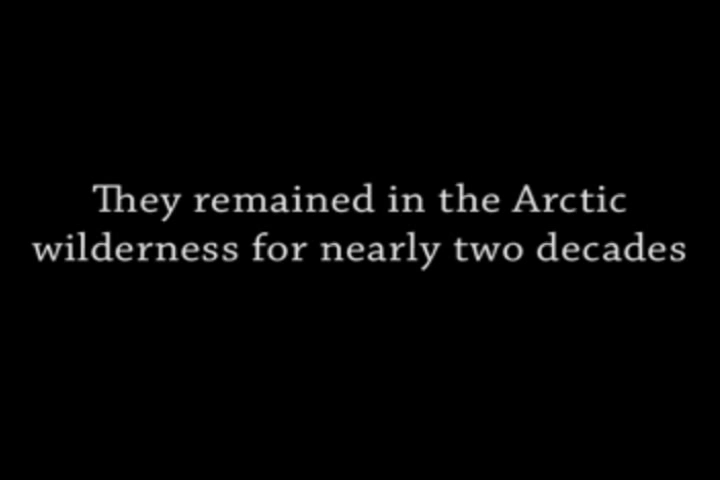 They remained in the Arctic
wilderness for nearly two decades